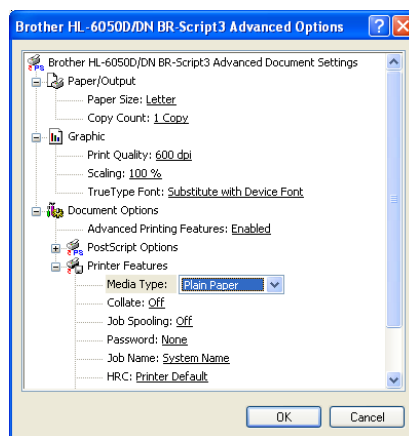 Brother HL-6050D/DN BR-Script3 Advanced Options
Brother HL-6050D/DN BR-Script3 Advanced Document Settings
Paper/Output
Paper Size: Letter
Copy Count: 1 Copy
Graphic
Print Quality: 600 dpi
Scaling: 100 %
TrueType Font: Substitute with Device Font
Document Options
Advanced Printing Features: Enabled
PostScript Options
Printer Features
Media Type: Plain Paper
Collate: Off
Job Spooling: Off
Password: None
Job Name: System Name
HRC: Printer Default
OK Cancel